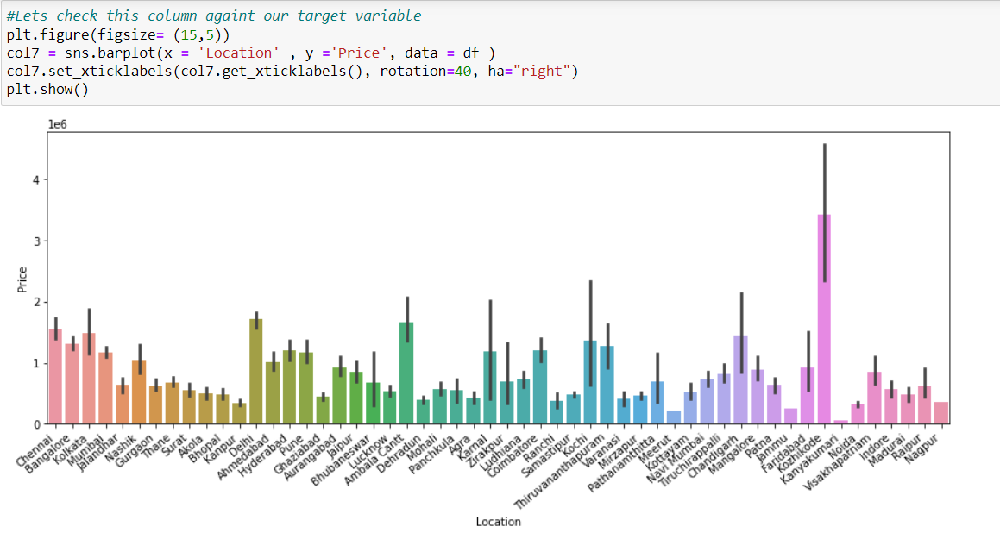 #Lets check this column againt our target variable
plt.figure(figsize= (15,5))
col7 = sns.barplot(x = 'Location' , y ='Price', data = df )
col7.set_xticklabels(col7.get_xticklabels(), rotation=40, ha="right")
plt.show()
1e6
4
3
2
1
0
Price
Chennai
Bangalore
Kolkata
Mumbai
Jalandhar
Nashik
Gurgaon
Thane
Surat
Akola
Bhopal
Kanpur
Delhi
Ahmedabad
Hyderabad
Pune
Ghaziabad
Aurangabad
Jaipur
Bhubaneswar
Lucknow
Ambala Cantt
Dehradun
Mohali
Panchkula
Agra
Karnal
Zirakpur
Ludhiana
Coimbatore
Ranchi
Samastipur
Kochi
Thiruvananthapuram
Varanasi
Mirzapur
Pathanamthitta
Meerut
Kottayam
Navi Mumbai
Tiruchirappalli
Chandigarh
Mangalore
Patna
Jammu
Faridabad
Kozhikode
Kanyakumari
Noida
Visakhapatnam
Indore
Madurai
Raipur
Nagpur
Location